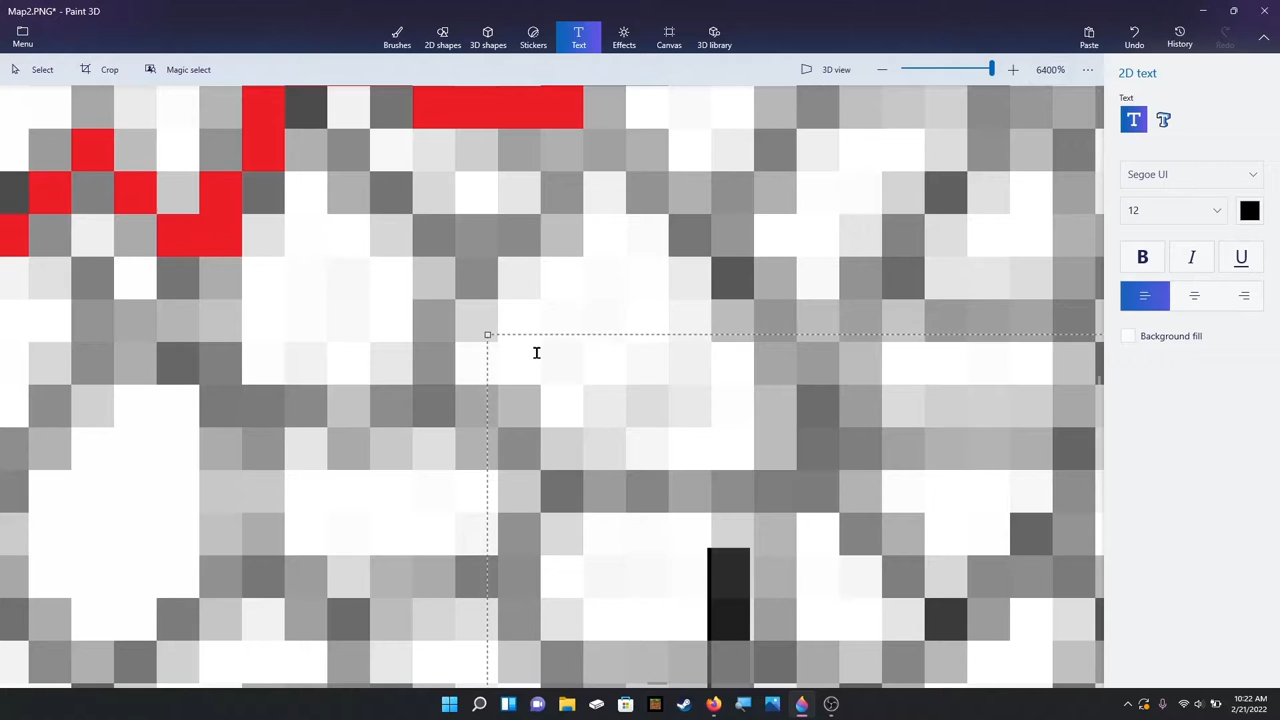 Map2.PNG* - Paint 3D
Menu
Brushes
2D shapes
3D shapes
Stickers
Text
Effects
Canvas
3D library
Paste
Undo
History
Redo
Select
Crop
Magic select
3D view
6400%
2D text
Text
Segoe UI
12
B I U
Background fill
10:22 AM
2/21/2022